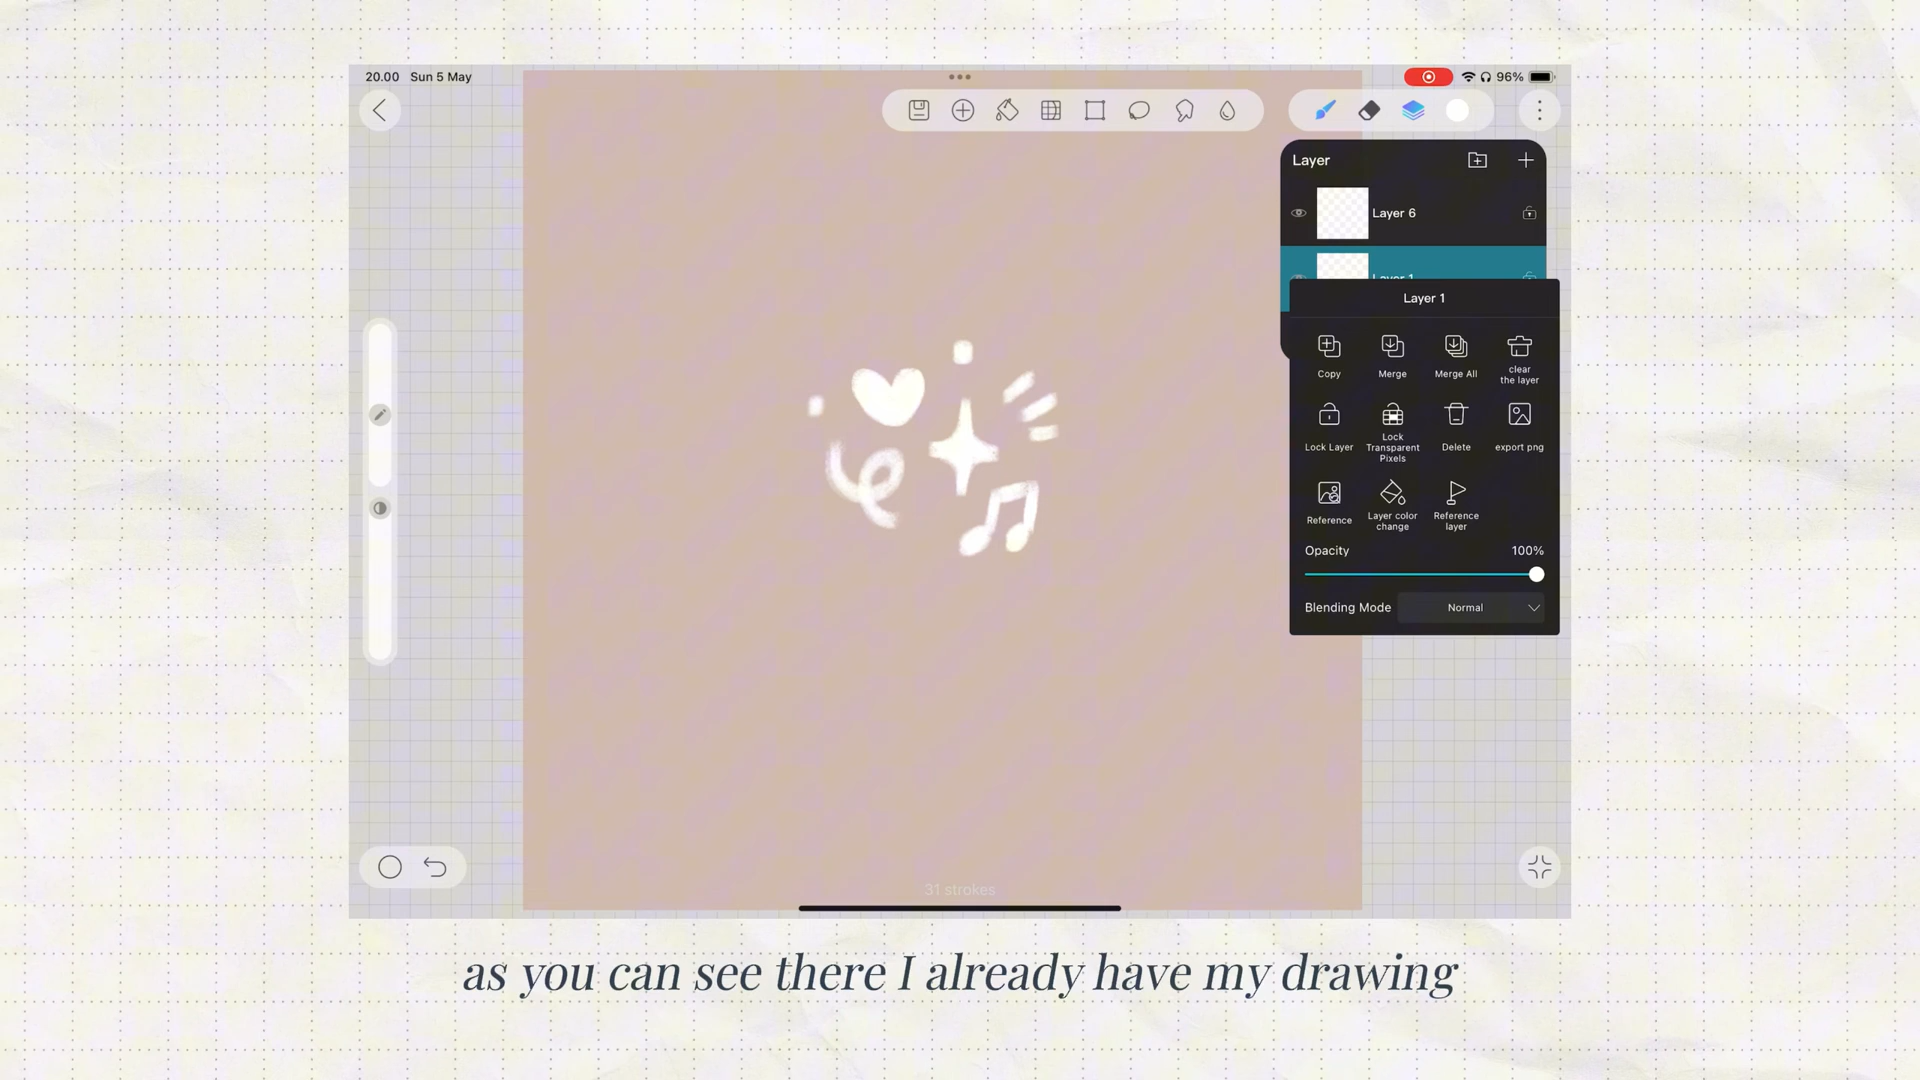 20.00 Sun 5 May
96%
Layer
Layer 6
Layer 1
Layer 1
Copy
Merge
Merge All
clear
the layer
Lock Layer
Lock
Transparent
Pixels
Delete
export png
Reference
Layer color
change
Reference
layer
Opacity
100%
Blending Mode
Normal
31 strokes
as you can see there I already have my drawing